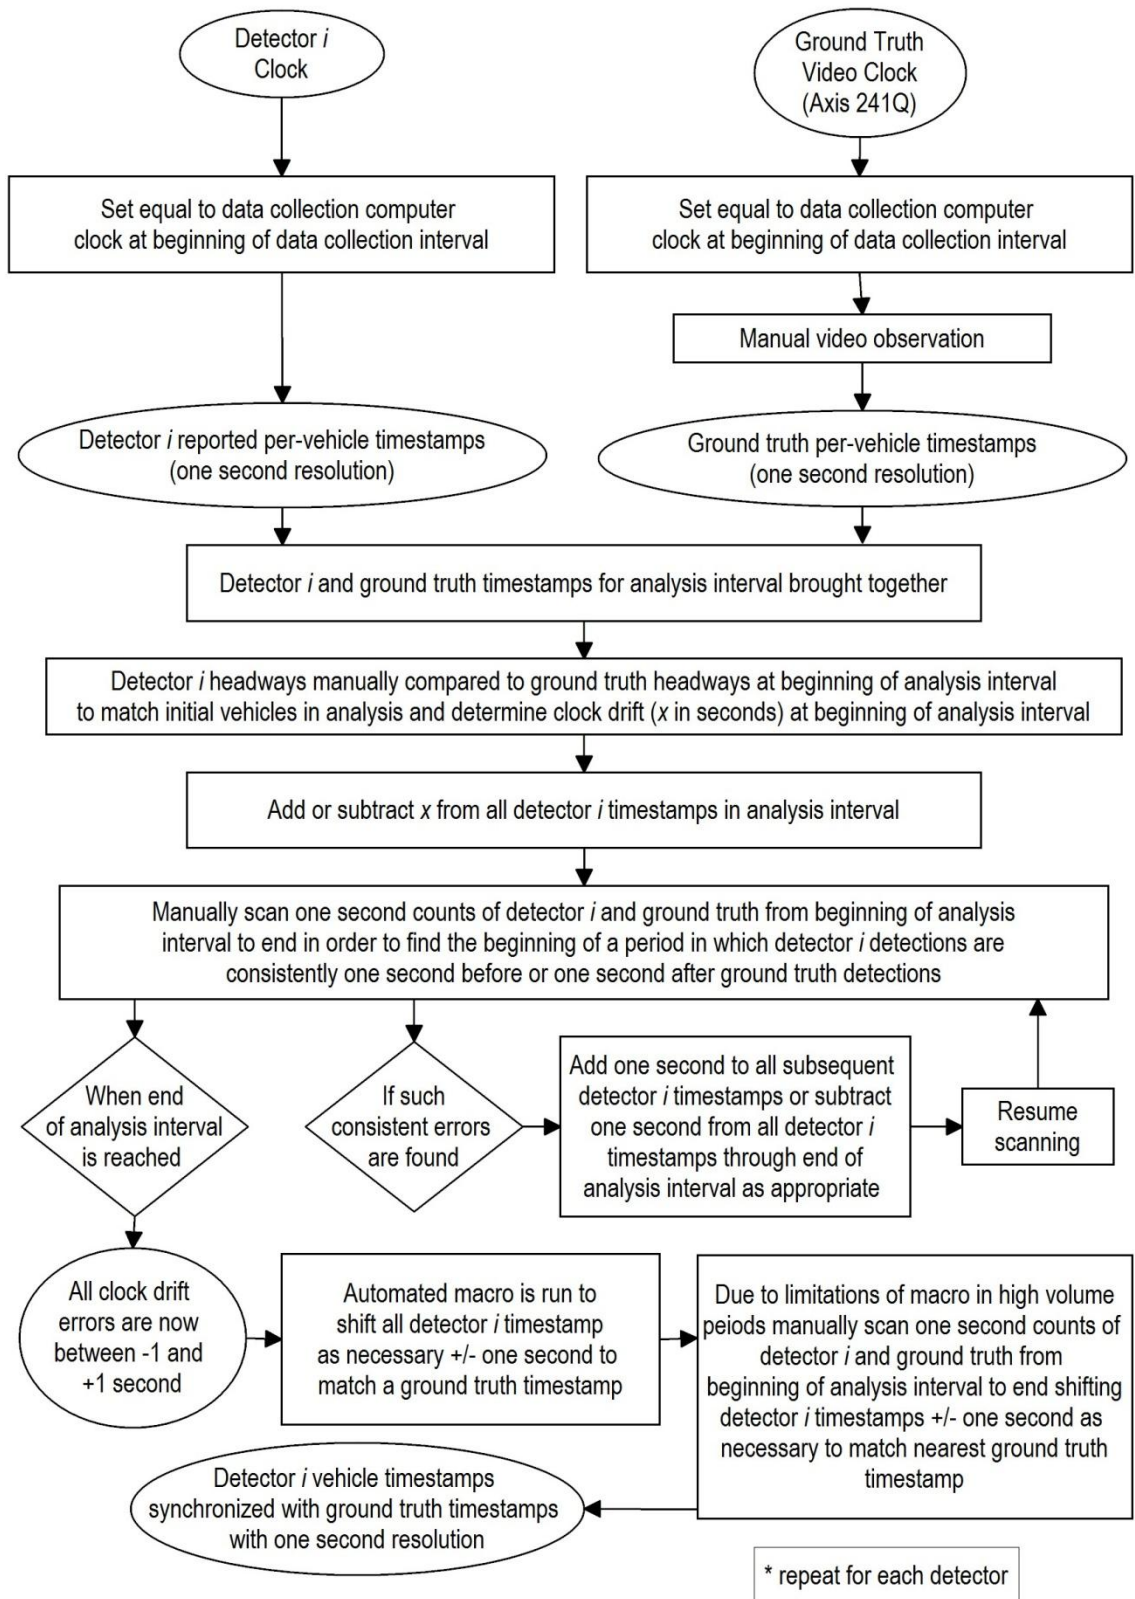 Detector i
Clock
Ground Truth
Video Clock
(Axis 241Q)
Set equal to data collection computer
clock at beginning of data collection interval
Set equal to data collection computer
clock at beginning of data collection interval
Manual video observation
Detector i reported per-vehicle timestamps
(one second resolution)
Ground truth per-vehicle timestamps
(one second resolution)
Detector i and ground truth timestamps for analysis interval brought together
Detector i headways manually compared to ground truth headways at beginning of analysis interval
to match initial vehicles in analysis and determine clock drift (x in seconds) at beginning of analysis interval
Add or subtract x from all detector i timestamps in analysis interval
Manually scan one second counts of detector i and ground truth from beginning of analysis
interval to end in order to find the beginning of a period in which detector i detections are
consistently one second before or one second after ground truth detections
When end
of analysis interval
is reached
If such
consistent errors
are found
Add one second to all subsequent
detector i timestamps or subtract
one second from all detector i
timestamps through end of
analysis interval as appropriate
Resume
scanning
All clock drift
errors are now
between -1 and
+1 second
Automated macro is run to
shift all detector i timestamp
as necessary +/- one second to
match a ground truth timestamp
Due to limitations of macro in high volume
peiods manually scan one second counts of
detector i and ground truth from
beginning of analysis interval to end shifting
detector i timestamps +/- one second as
necessary to match nearest ground truth
timestamp
Detector i vehicle timestamps
synchronized with ground truth timestamps
with one second resolution
* repeat for each detector